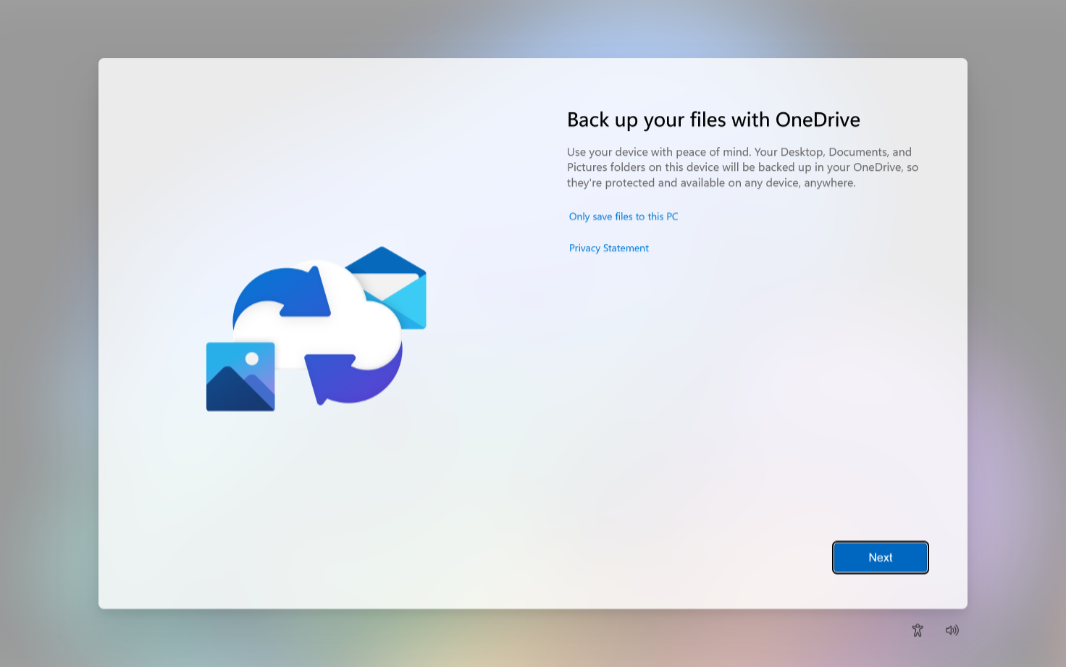 Back up your files with OneDrive
Use your device with peace of mind. Your Desktop, Documents, and
Pictures folders on this device will be backed up in your OneDrive, so
they're protected and available on any device, anywhere.
Only save files to this PC
Privacy Statement
Next